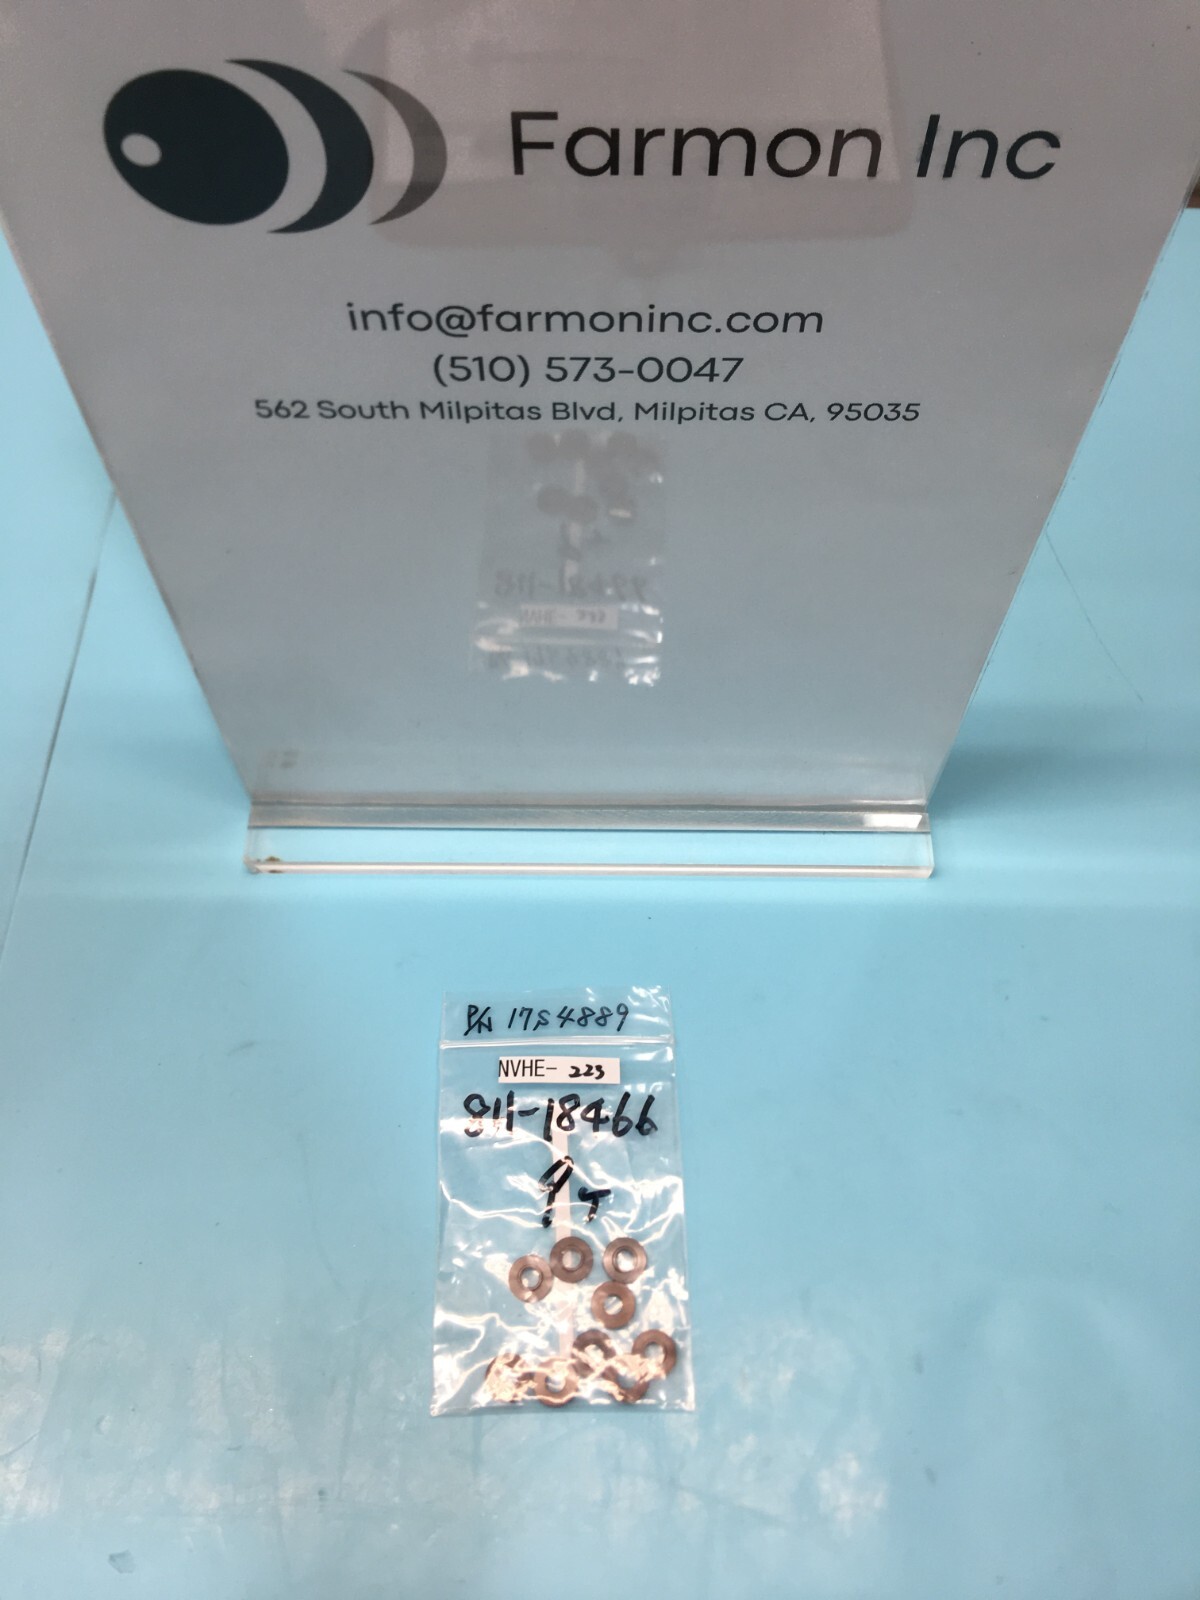 Farmon Inc
info@farmoninc.com
(510) 573-0047
562 South Milpitas Blvd, Milpitas CA, 95035
P/N 17S4889
NVHE- 223
811-18466
9